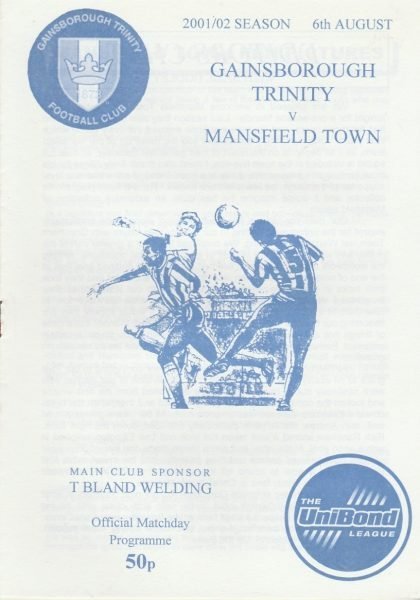 GAINSBOROUGH TRINITY
FOOTBALL CLUB
2001/02 SEASON 6th AUGUST
GAINSBOROUGH
TRINITY
V
MANSFIELD TOWN
MAIN CLUB SPONSOR
T BLAND WELDING
Official Matchday
Programme
50p
THE
UniBond
LEAGUE